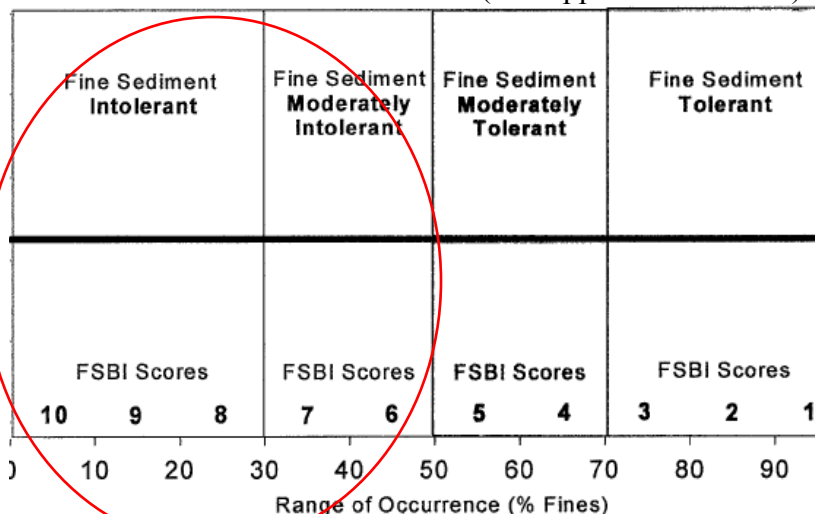 Fine Sediment Fine Sediment Fine Sediment Fine Sediment
Intolerant Moderately Moderately Tolerant
Intolerant Tolerant
FSBI Scores FSBI Scores FSBI Scores FSBI Scores
10 9 8 7 6 5 4 3 2 1
0 10 20 30 40 50 60 70 80 90
Range of Occurrence (% Fines)